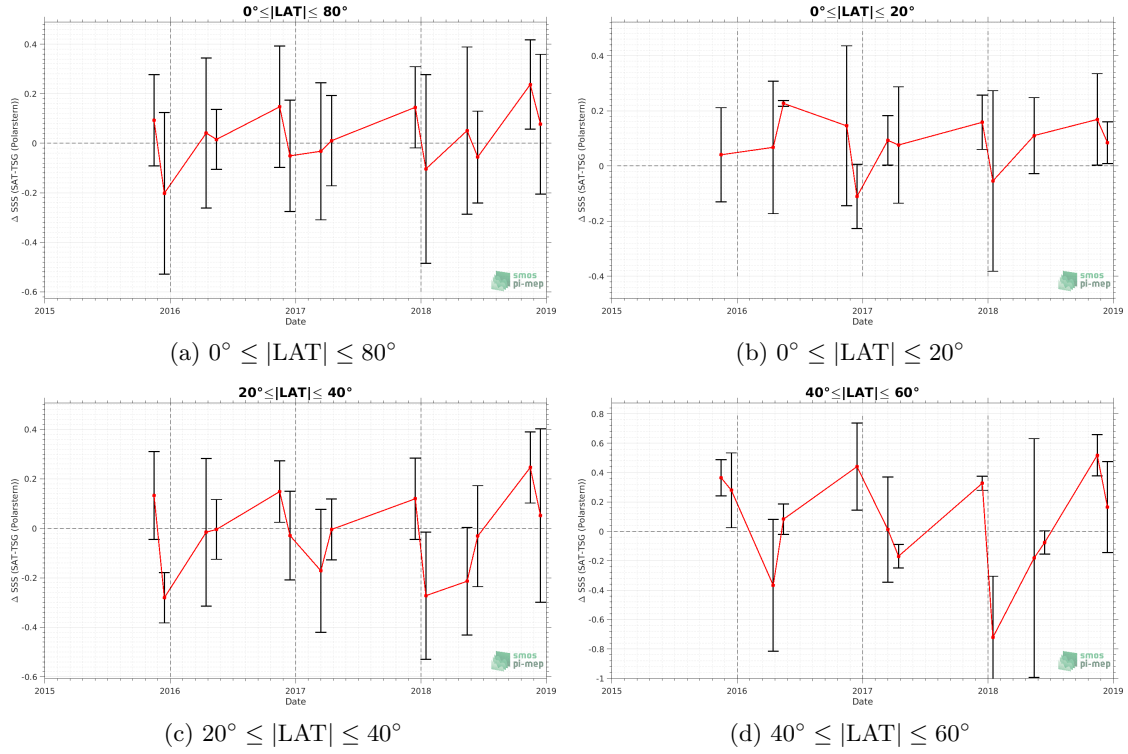 0°≤|LAT|≤ 80°
Δ SSS (SAT-TSG (Polarstern))
0.4
0.2
0
-0.2
-0.4
-0.6
2015 2016 2017 2018 2019
Date
smos
pi-mep
(a) 0° ≤ |LAT| ≤ 80°
0°≤|LAT|≤ 20°
Δ SSS (SAT-TSG (Polarstern))
0.4
0.2
0
-0.2
-0.4
2015 2016 2017 2018 2019
Date
smos
pi-mep
(b) 0° ≤ |LAT| ≤ 20°
20°≤|LAT|≤ 40°
Δ SSS (SAT-TSG (Polarstern))
0.4
0.2
0
-0.2
-0.4
-0.6
2015 2016 2017 2018 2019
Date
smos
pi-mep
(c) 20° ≤ |LAT| ≤ 40°
40°≤|LAT|≤ 60°
Δ SSS (SAT-TSG (Polarstern))
0.8
0.6
0.4
0.2
0
-0.2
-0.4
-0.6
-0.8
-1
2015 2016 2017 2018 2019
Date
smos
pi-mep
(d) 40° ≤ |LAT| ≤ 60°